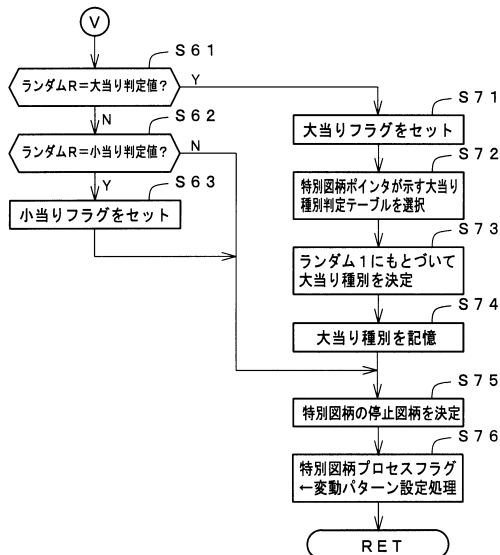 V
S61
ランダムR=大当り判定値?
Y
N
S62
ランダムR=小当り判定値?
N
Y
S63
小当りフラグをセット
S71
大当りフラグをセット
S72
特別図柄ポインタが示す大当り
種別判定テーブルを選択
S73
ランダム1にもとづいて
大当り種別を決定
S74
大当り種別を記憶
S75
特別図柄の停止図柄を決定
S76
特別図柄プロセスフラグ
←変動パターン設定処理
RET